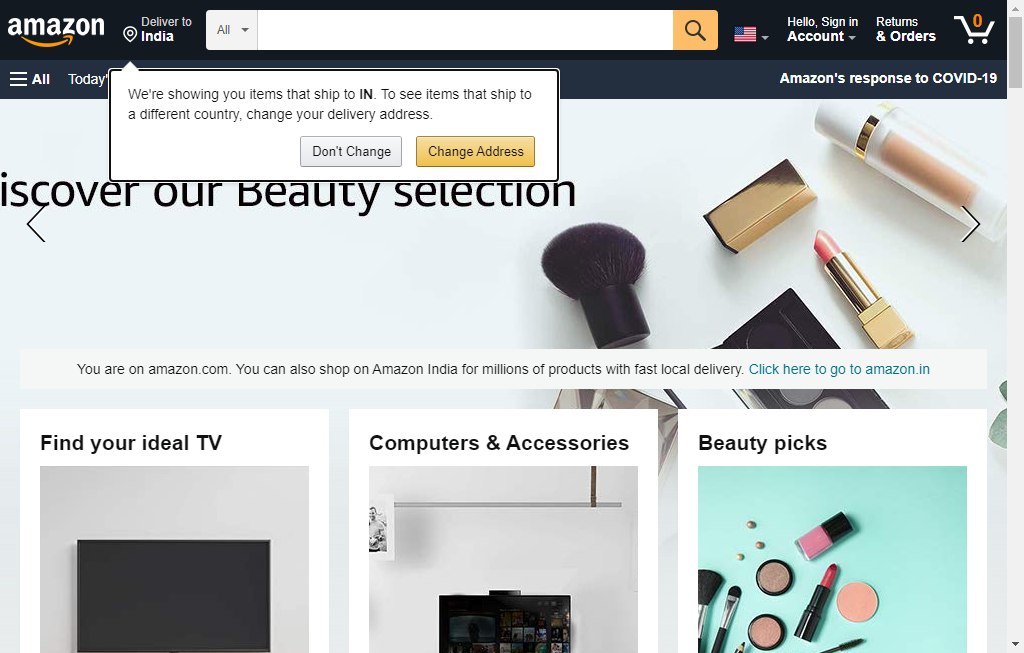 amazon
Deliver to
India
All
Hello, Sign in
Account
Returns
& Orders
0
All
Today'
Amazon's response to COVID-19
We're showing you items that ship to IN. To see items that ship to
a different country, change your delivery address.
Don't Change
Change Address
iscover our Beauty selection
You are on amazon.com. You can also shop on Amazon India for millions of products with fast local delivery. Click here to go to amazon.in
Find your ideal TV
Computers & Accessories
Beauty picks